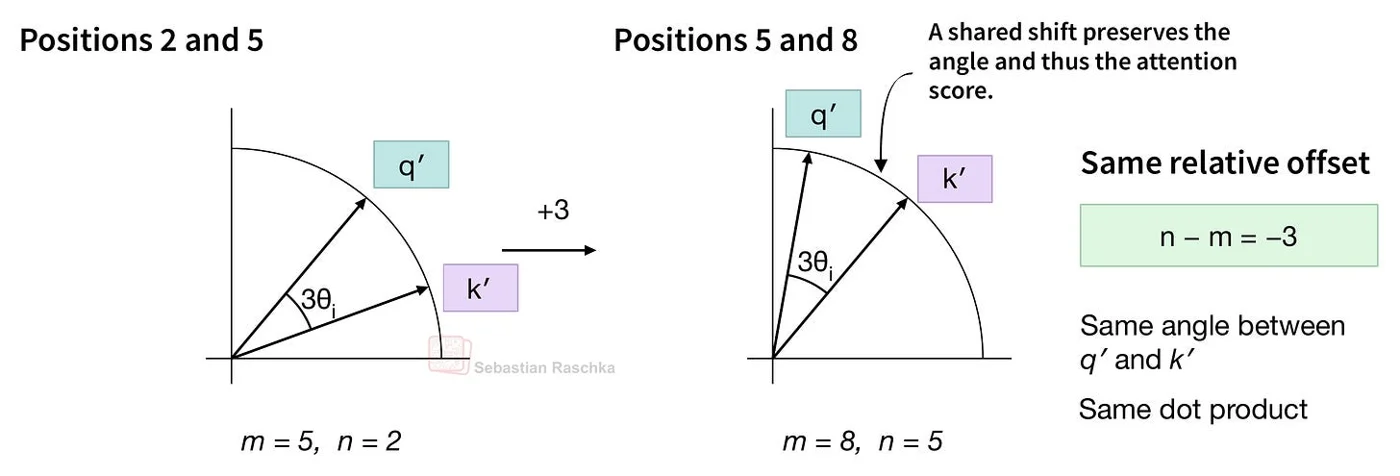 Positions 2 and 5
q′
k′
3θi
m = 5, n = 2
+3
Sebastian Raschka
Positions 5 and 8
A shared shift preserves the
angle and thus the attention
score.
q′
k′
3θi
m = 8, n = 5
Same relative offset
n − m = −3
Same angle between
q′ and k′
Same dot product